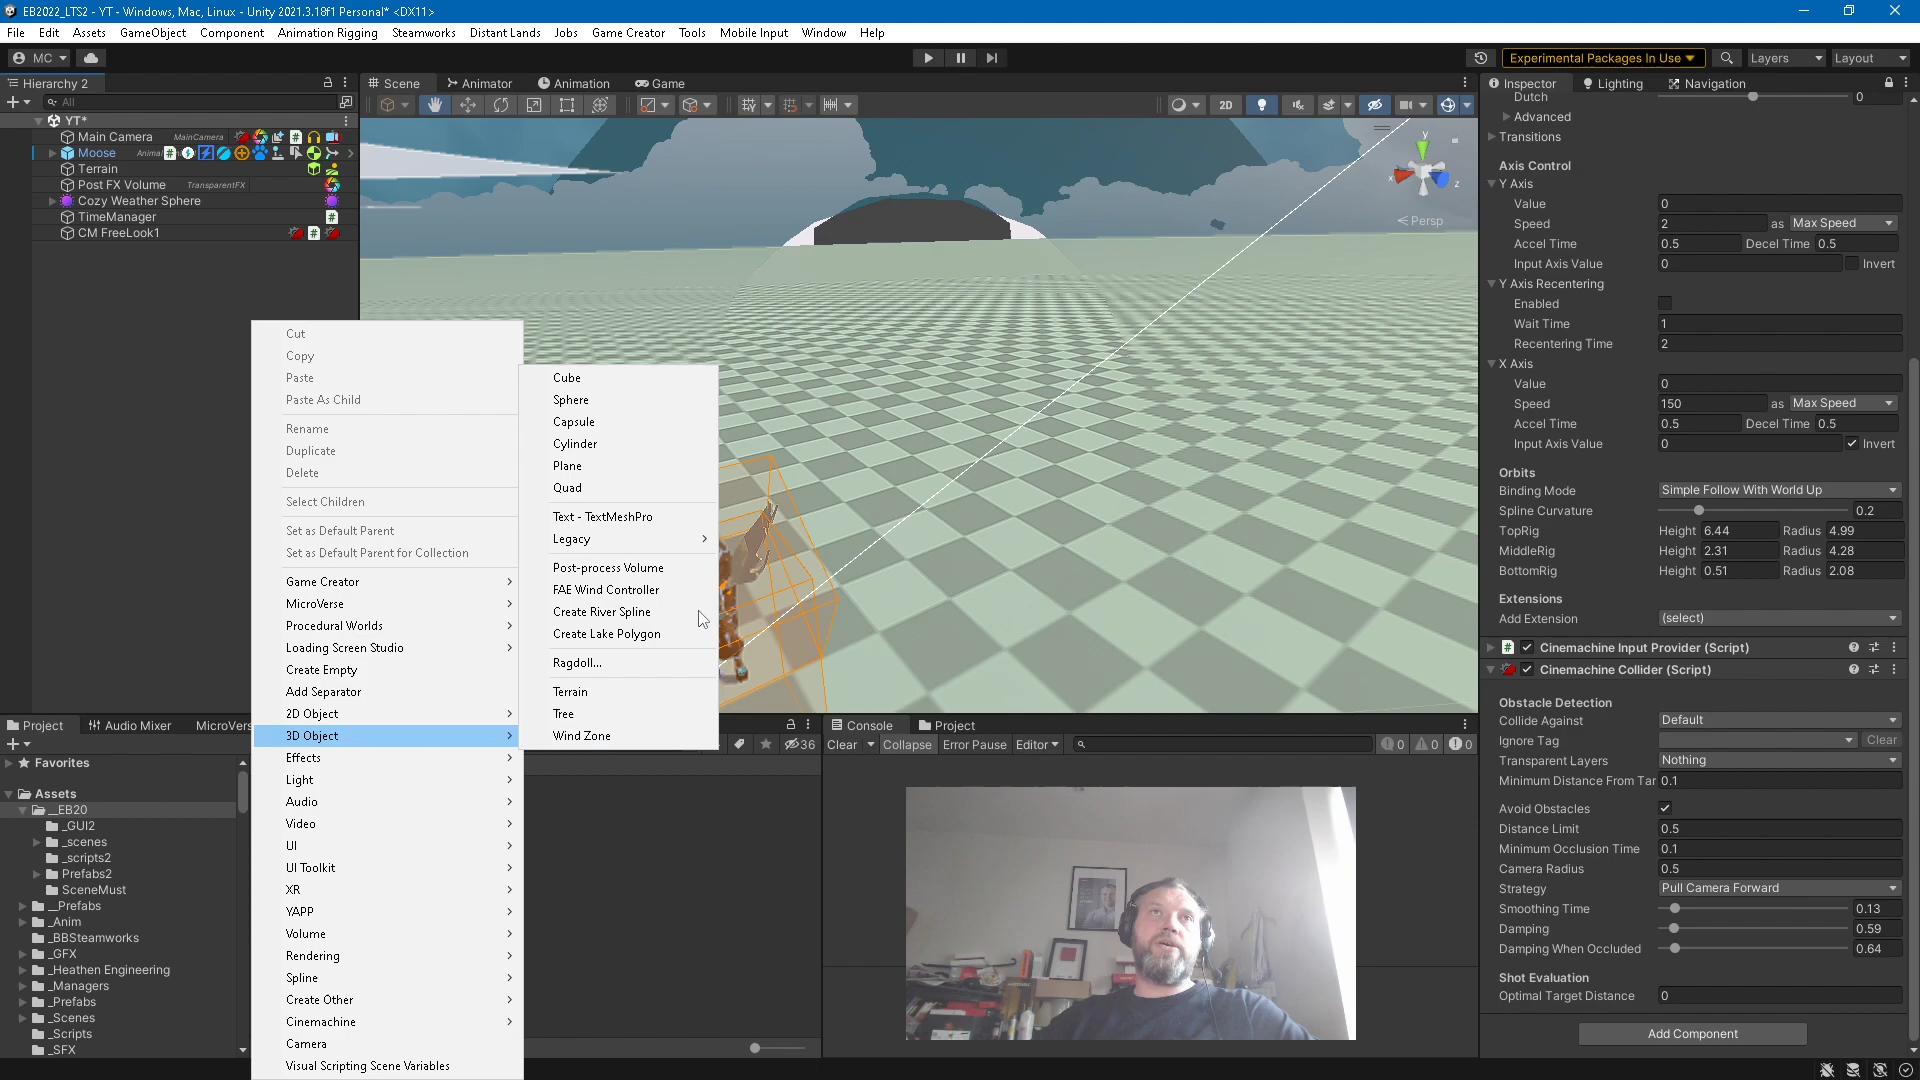 EB2022_LTS2 - YT - Windows, Mac, Linux - Unity 2021.3.18f1 Personal* <DX11>
File Edit Assets GameObject Component Animation Rigging Steamworks Distant Lands Jobs Game Creator Tools Mobile Input Window Help
MC
Experimental Packages In Use
Layers
Layout
Hierarchy 2
All
YT*
Main Camera MainCamera
Moose
Terrain
Post FX Volume TransparentFX
Cozy Weather Sphere
TimeManager
CM FreeLook1
Scene Animator Animation Game
2D
y
x
z
Persp
Cut
Copy
Paste
Paste As Child
Rename
Duplicate
Delete
Select Children
Set as Default Parent
Set as Default Parent for Collection
Game Creator
MicroVerse
Procedural Worlds
Loading Screen Studio
Create Empty
Add Separator
2D Object
3D Object
Effects
Light
Audio
Video
UI
UI Toolkit
XR
YAPP
Volume
Rendering
Spline
Create Other
Cinemachine
Camera
Visual Scripting Scene Variables
Cube
Sphere
Capsule
Cylinder
Plane
Quad
Text - TextMeshPro
Legacy
Post-process Volume
FAE Wind Controller
Create River Spline
Create Lake Polygon
Ragdoll...
Terrain
Tree
Wind Zone
Project Audio Mixer MicroVers
36
Favorites
Assets
__EB20
_GUI2
_scenes
_scripts2
Prefabs2
SceneMust
__Prefabs
_Anim
_BBSteamworks
_GFX
_Heathen Engineering
_Managers
_Prefabs
_Scenes
_Scripts
_SFX
Console Project
Clear Collapse Error Pause Editor
0 0 0
Inspector Lighting Navigation
Dutch 0
Advanced
Transitions
Axis Control
Y Axis
Value 0
Speed 2 as Max Speed
Accel Time 0.5 Decel Time 0.5
Input Axis Value 0 Invert
Y Axis Recentering
Enabled
Wait Time 1
Recentering Time 2
X Axis
Value 0
Speed 150 as Max Speed
Accel Time 0.5 Decel Time 0.5
Input Axis Value 0 Invert
Orbits
Binding Mode Simple Follow With World Up
Spline Curvature 0.2
TopRig Height 6.44 Radius 4.99
MiddleRig Height 2.31 Radius 4.28
BottomRig Height 0.51 Radius 2.08
Extensions
Add Extension (select)
Cinemachine Input Provider (Script)
Cinemachine Collider (Script)
Obstacle Detection
Collide Against Default
Ignore Tag Clear
Transparent Layers Nothing
Minimum Distance From Tar 0.1
Avoid Obstacles
Distance Limit 0.5
Minimum Occlusion Time 0.1
Camera Radius 0.5
Strategy Pull Camera Forward
Smoothing Time 0.13
Damping 0.59
Damping When Occluded 0.64
Shot Evaluation
Optimal Target Distance 0
Add Component